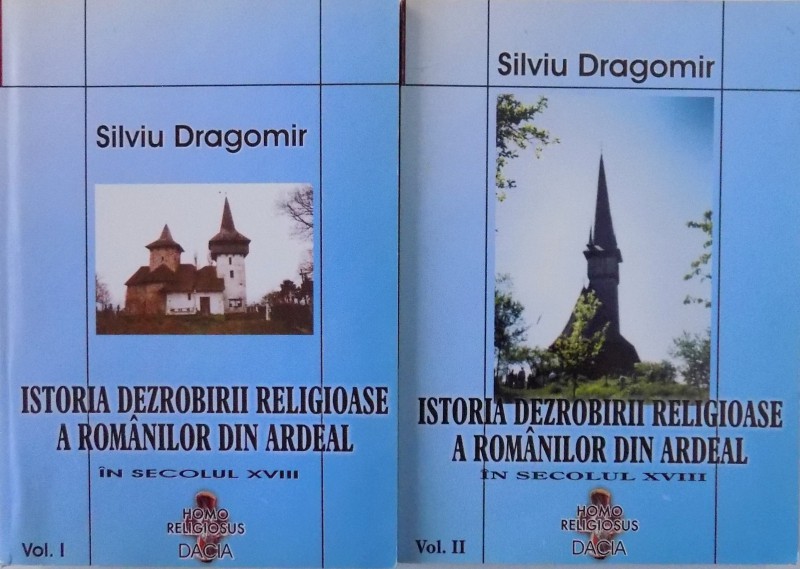 Silviu Dragomir
ISTORIA DEZROBIRII RELIGIOASE
A ROMÂNILOR DIN ARDEAL
ÎN SECOLUL XVIII
HOMO
RELIGIOSUS
DACIA
Vol. I
Silviu Dragomir
ISTORIA DEZROBIRII RELIGIOASE
A ROMÂNILOR DIN ARDEAL
ÎN SECOLUL XVIII
HOMO
RELIGIOSUS
DACIA
Vol. II